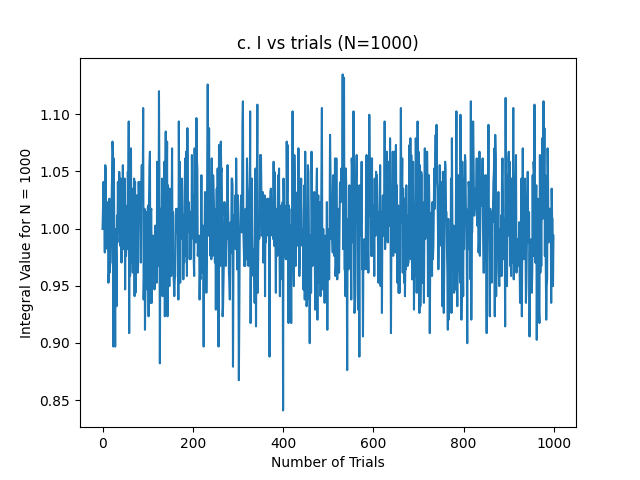 c. I vs trials (N=1000)
1.10
1.05
1.00
0.95
0.90
0.85
Integral Value for N = 1000
0 200 400 600 800 1000
Number of Trials